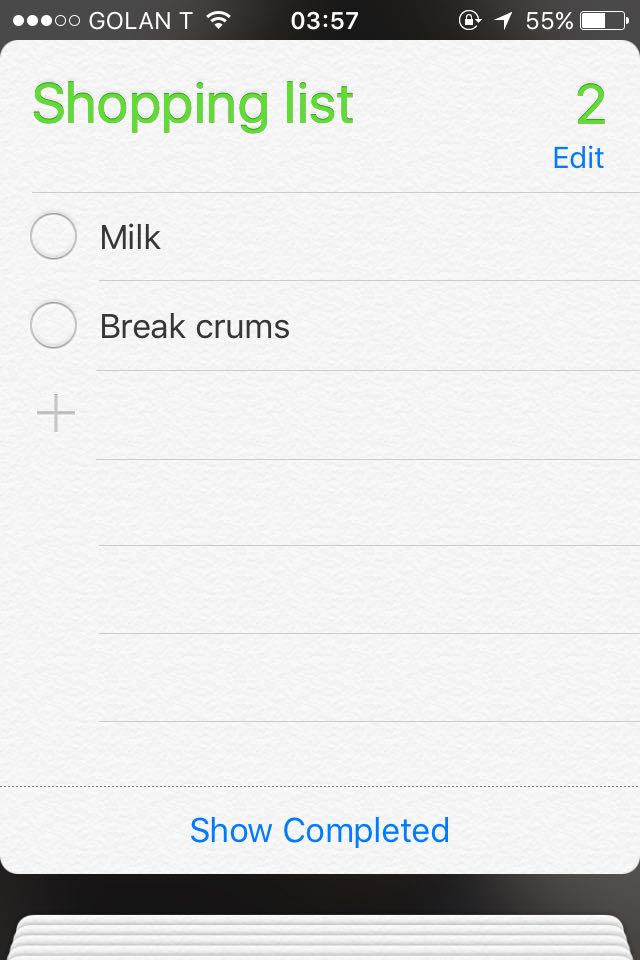 GOLAN T 03:57 55%
Shopping list 2
Edit
Milk
Break crums
Show Completed